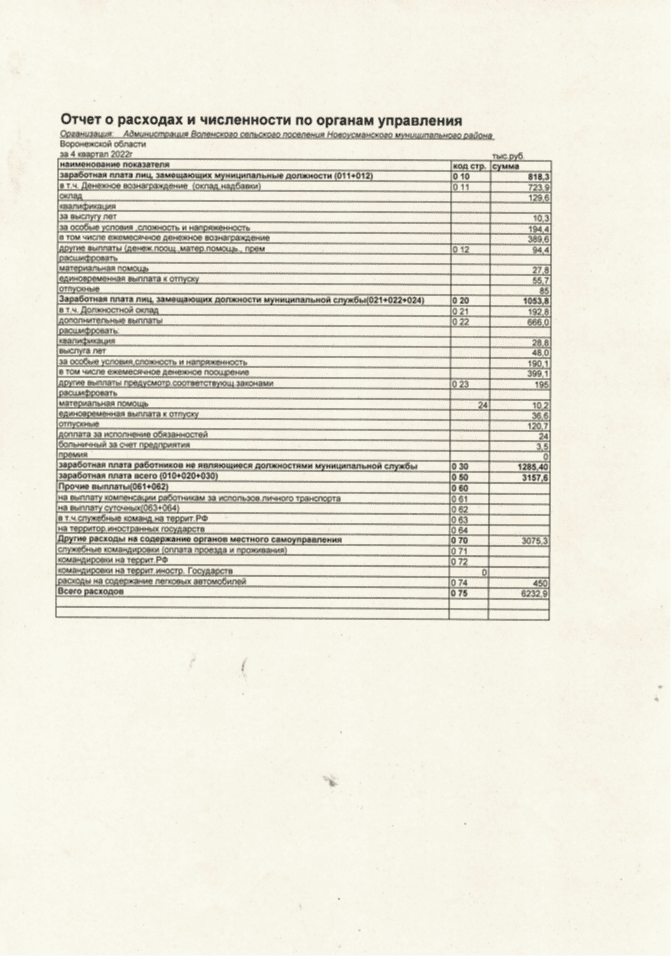 Отчет о расходах и численности по органам управления
Организация: Администрация Воленского сельского поселения Новоусманского муниципального района
Воронежской области
за 4 квартал 2022г тыс.руб.
наименование показателя код стр. сумма
заработная плата лиц, замещающих муниципальные должности (011+012) 0 10 818,3
в т.ч. Денежное вознаграждение (оклад,надбавки) 0 11 723,9
оклад 129,6
квалификация
за выслугу лет 10,3
за особые условия ,сложность и напряженность 194,4
в том числе ежемесячное денежное вознаграждение 389,6
другие выплаты (денеж.поощ.,матер.помощь., прем 0 12 94,4
расшифровать
материальная помощь 27,8
единовременная выплата к отпуску 55,7
отпускные 85
Заработная плата лиц, замещающих должности муниципальной службы(021+022+024) 0 20 1053,8
в т.ч. Должностной оклад 0 21 192,8
дополнительные выплаты 0 22 666,0
расшифровать:
квалификация 28,8
выслуга лет 48,0
за особые условия,сложность и напряженность 190,1
в том числе ежемесячное денежное поощрение 399,1
другие выплаты предусмотр.соответствующ.законами 0 23 195
расшифровать
материальная помощь 24 10,2
единовременная выплата к отпуску 36,6
отпускные 120,7
доплата за исполнение обязанностей 24
больничный за счет предприятия 3,5
премия 0
заработная плата работников не являющиеся должностями муниципальной службы 0 30 1285,40
заработная плата всего (010+020+030) 0 50 3157,6
Прочие выплаты(061+062) 0 60
на выплату компенсации работникам за использов.личного транспорта 0 61
на выплату суточных(063+064) 0 62
в т.ч.служебные команд.на террит.РФ 0 63
на территор.иностранных государств 0 64
Другие расходы на содержание органов местного самоуправления 0 70 3075,3
служебные командировки (оплата проезда и проживания) 0 71
командировки на террит.РФ 0 72
командировки на террит.иностр. Государств 0
расходы на содержание легковых автомобилей 0 74 450
Всего расходов 0 75 6232,9